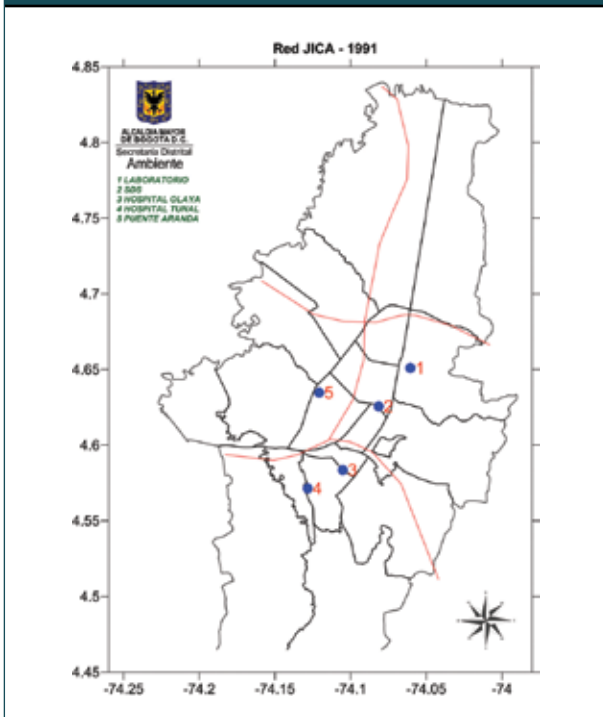 Red JICA - 1991
4.85
4.8
4.75
4.7
4.65
4.6
4.55
4.5
4.45
ALCALDIA MAYOR
DE BOGOTA D.C.
Secretaría Distrital
Ambiente
1 LABORATORIO
2 SDS
3 HOSPITAL OLAYA
4 HOSPITAL TUNAL
5 PUENTE ARANDA
1
5
2
3
4
-74.25 -74.2 -74.15 -74.1 -74.05 -74